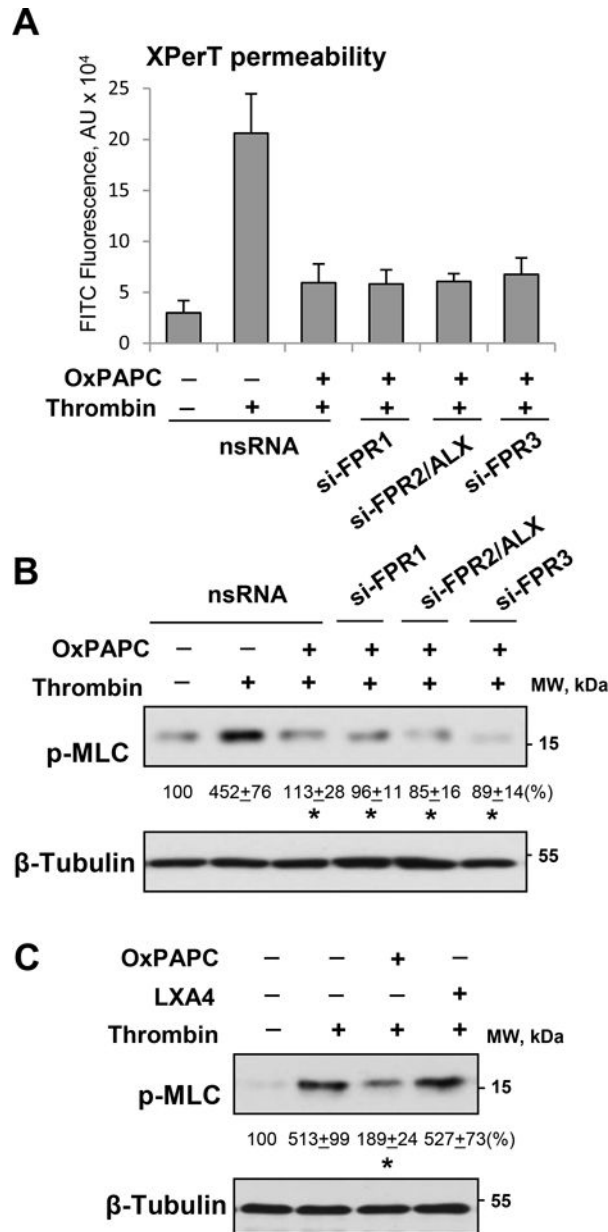 A
XPerT permeability
FITC Fluorescence, AU x 10⁴
25
20
15
10
5
0
OxPAPC – – + + + +
Thrombin – + + + + +
nsRNA si-FPR1 si-FPR2/ALX si-FPR3
B
nsRNA si-FPR1 si-FPR2/ALX si-FPR3
OxPAPC – – + + + +
Thrombin – + + + + + MW, kDa
p-MLC 15
100 452±76 113±28 96±11 85±16 89±14(%)
* * * *
β-Tubulin 55
C
OxPAPC – – + –
LXA4 – – – +
Thrombin – + + + MW, kDa
p-MLC 15
100 513±99 189±24 527±73(%)
*
β-Tubulin 55